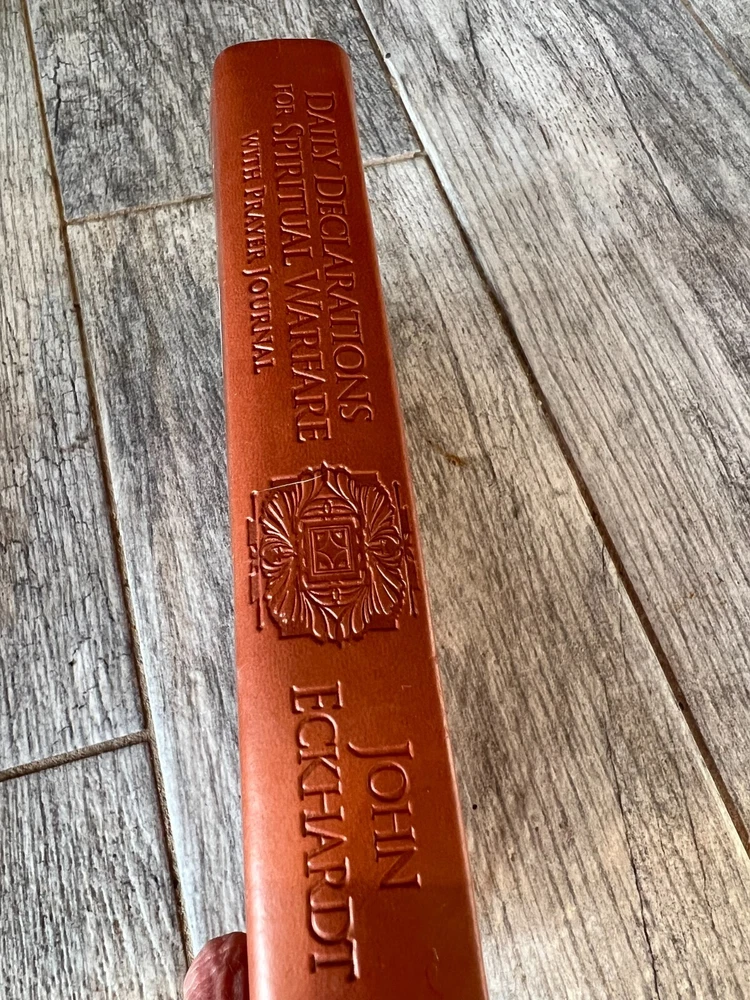 DAILY DECLARATIONS
FOR SPIRITUAL WARFARE
WITH PRAYER JOURNAL
JOHN
ECKHARDT